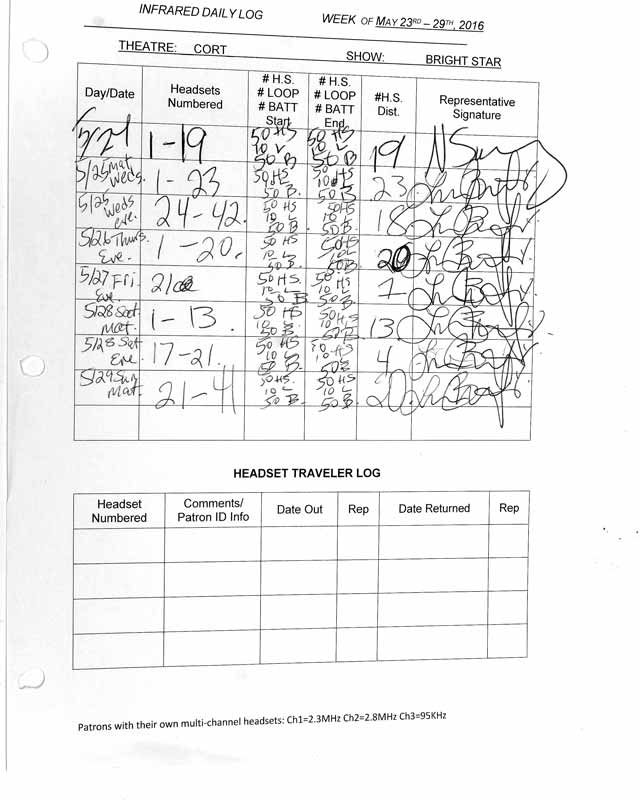 INFRARED DAILY LOG WEEK OF MAY 23RD – 29TH, 2016
THEATRE: CORT SHOW: BRIGHT STAR
Day/Date Headsets Numbered # H.S. # LOOP # BATT Start # H.S. # LOOP # BATT End #H.S. Dist. Representative Signature
5/24 1-19 50 HS 10 L 50 B 50 HS 10 L 50 B 19
5/25 Mat Weds. 1-23 50 HS 10 L 50 B. 50 HS 10 L 50 B 23
5/25 Weds eve. 24-42. 50 HS 10 L 50 B. 50 HS 10 L 50 B. 18
5/26 Thurs. Eve. 1-20. 50 HS 10 L 50 B. 50 HS 10 L 50 B. 20
5/27 Fri Eve. 21 50 HS. 10 L 50 B 50 HS. 10 L 50 B 1
5/28 Sat Mat. 1-13. 50 HS 10 L 50 B 50 HS. 10 L 50 B. 13.
5/28 Sat Eve. 17-21. 50 HS 10 L 50 B 50 HS 10 L 50 B 4
5/29 Sun Mat. 21-41 50 HS. 10 L 50 B 50 HS 10 L 50 B.
HEADSET TRAVELER LOG
Headset Numbered Comments/ Patron ID Info Date Out Rep Date Returned Rep
Patrons with their own multi-channel headsets: Ch1=2.3MHz Ch2=2.8MHz Ch3=95KHz